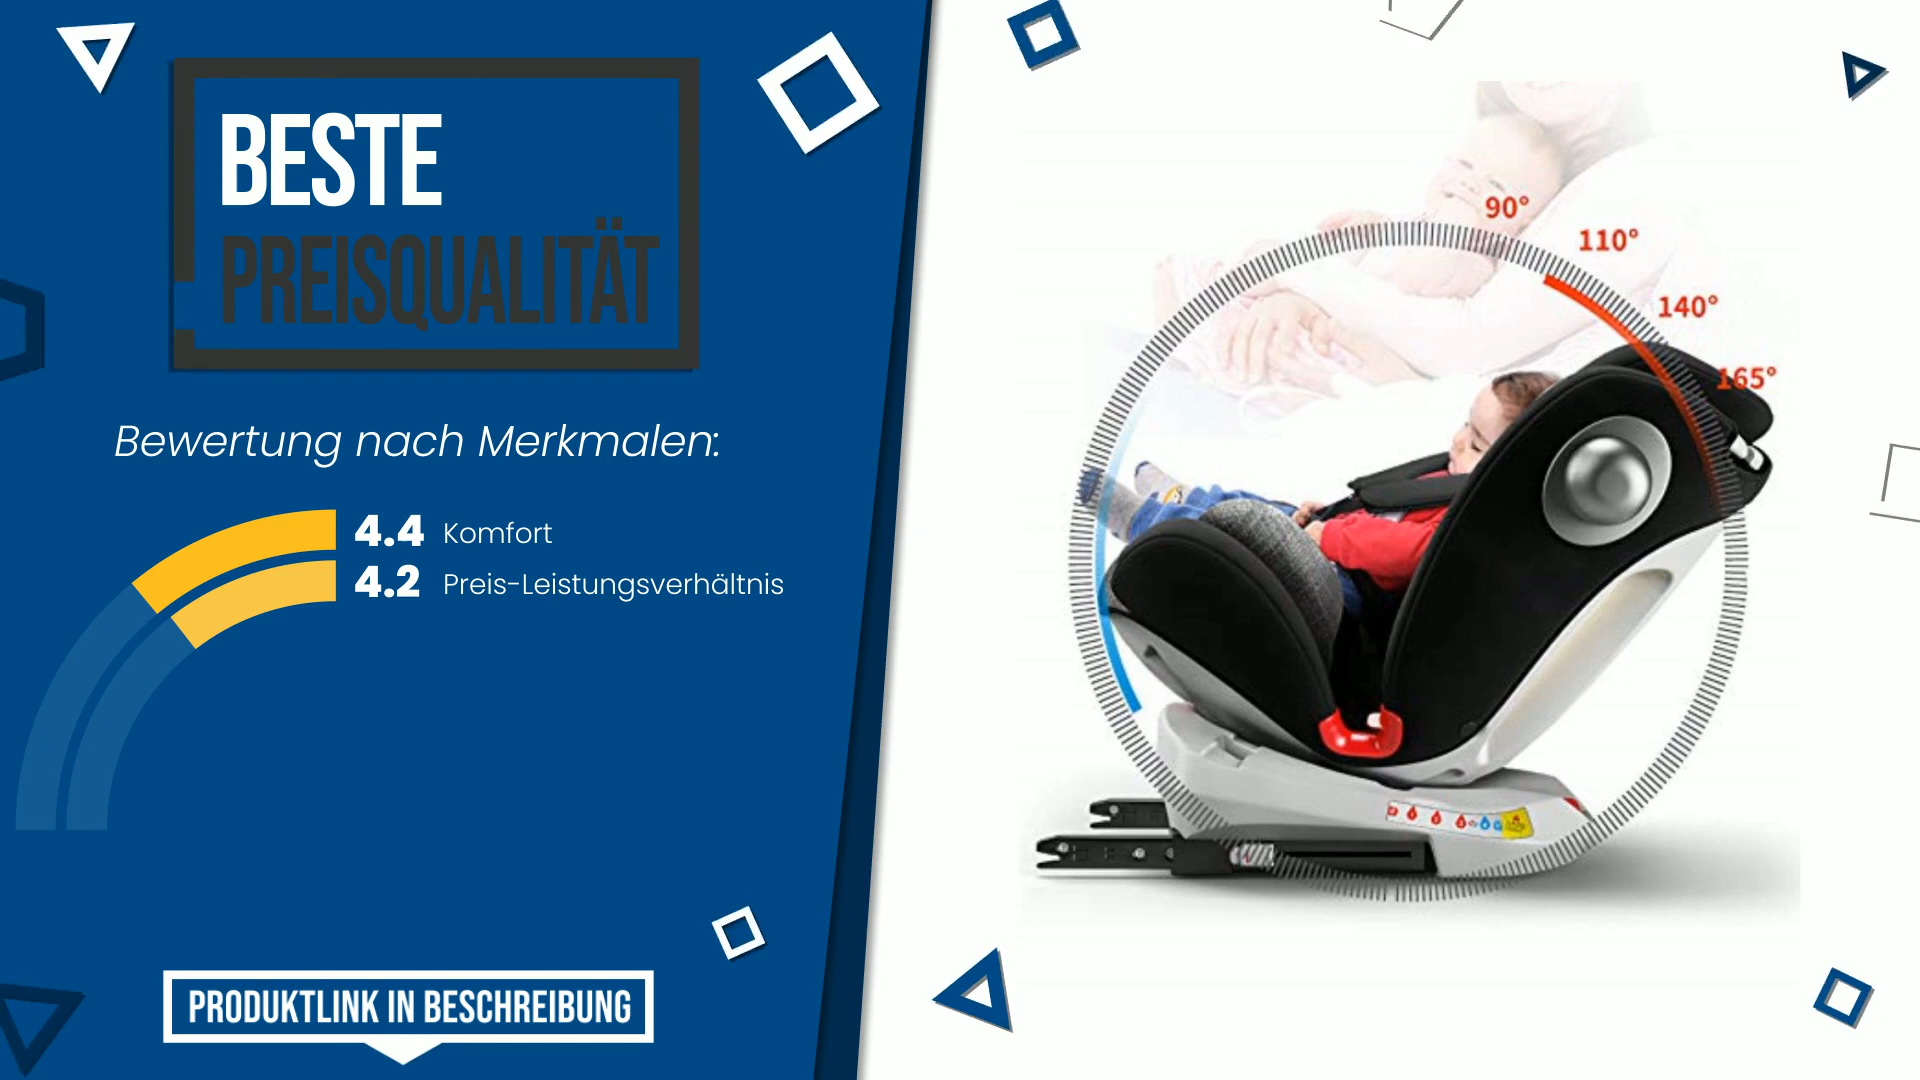 BESTE
PREISQUALITÄT
Bewertung nach Merkmalen:
4.4 Komfort
4.2 Preis-Leistungsverhältnis
PRODUKTLINK IN BESCHREIBUNG
90°
110°
140°
165°